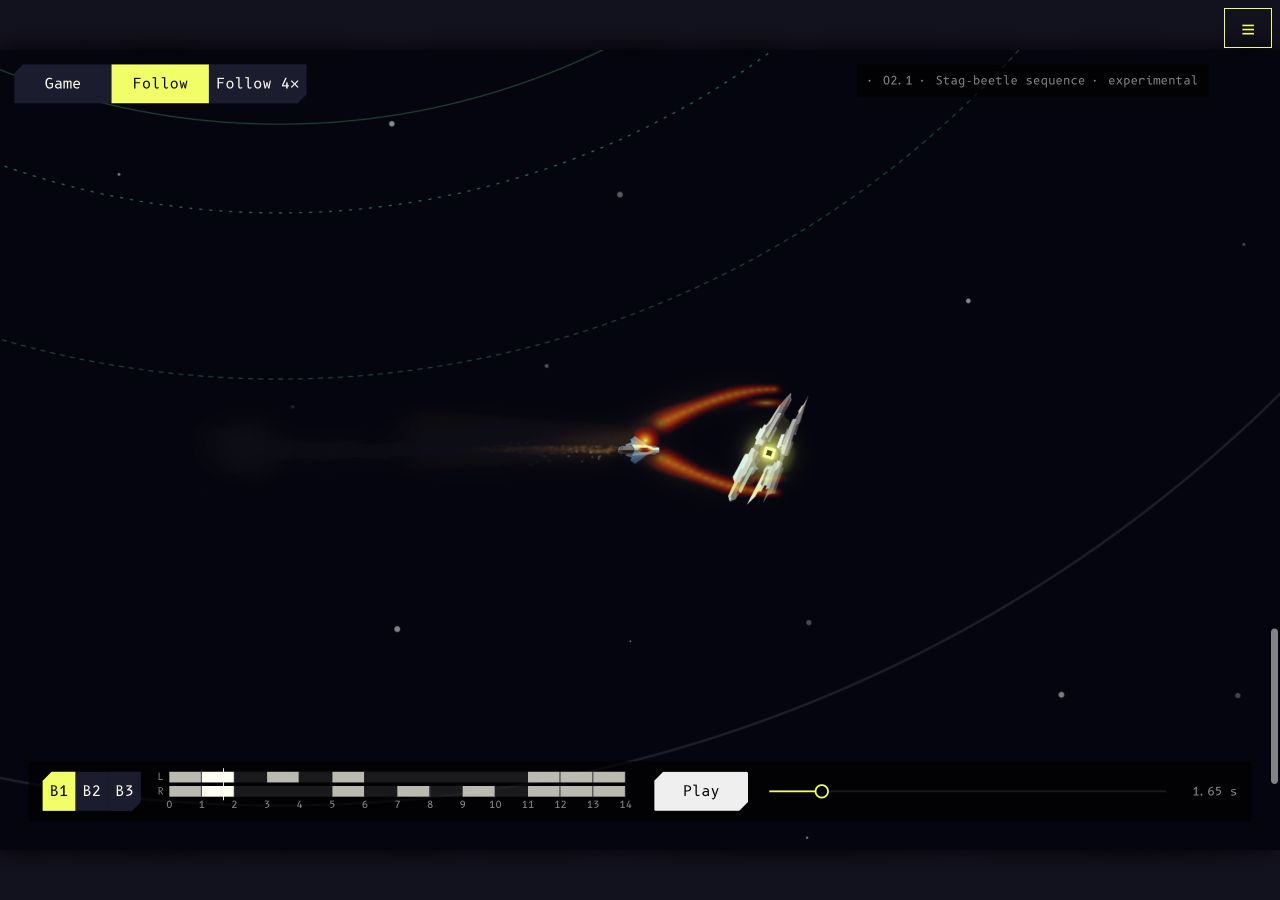 ≡
Game Follow Follow 4×
· O2.1 · Stag-beetle sequence · experimental
B1 B2 B3
L
R
0 1 2 3 4 5 6 7 8 9 10 11 12 13 14
Play
1.65 s